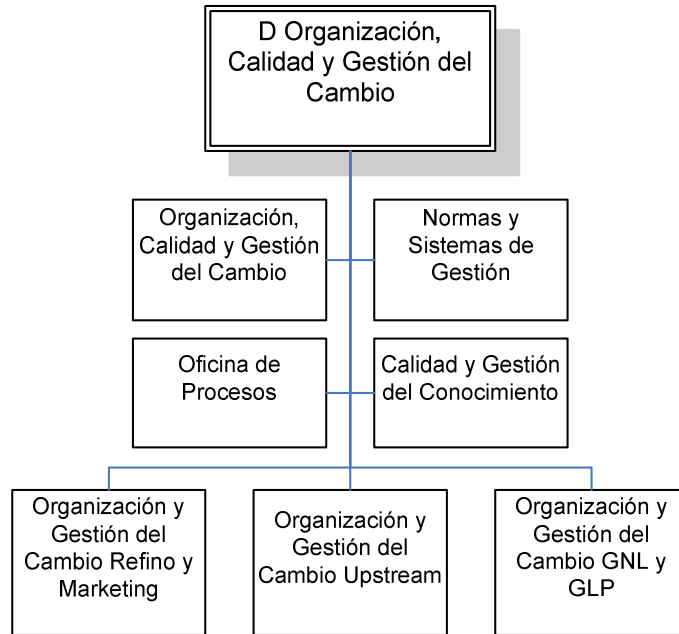 D Organización,
Calidad y Gestión del
Cambio
Organización,
Calidad y Gestión
del Cambio
Normas y
Sistemas de
Gestión
Oficina de
Procesos
Calidad y Gestión
del Conocimiento
Organización y
Gestión del
Cambio Refino y
Marketing
Organización y
Gestión del
Cambio Upstream
Organización y
Gestión del
Cambio GNL y
GLP